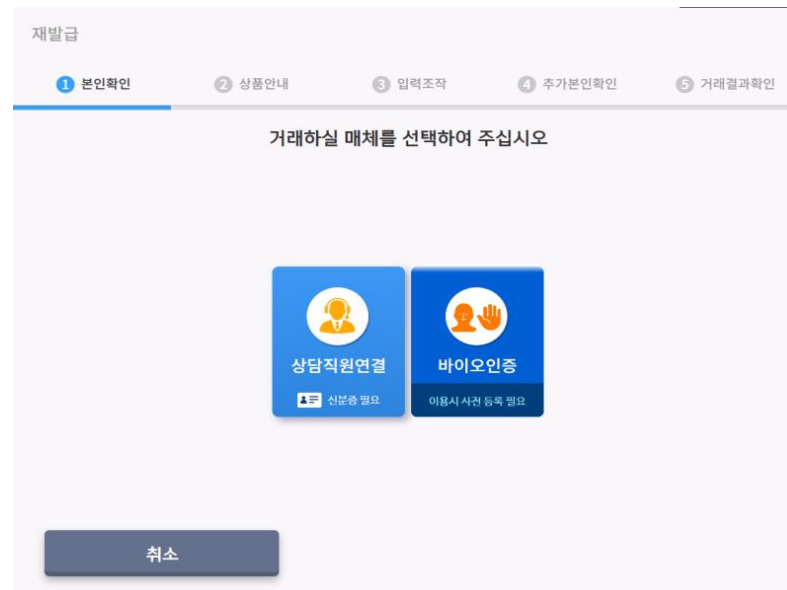 재발급
1 본인확인 2 상품안내 3 입력조작 4 추가본인확인 5 거래결과확인
거래하실 매체를 선택하여 주십시오
상담직원연결
신분증 필요
바이오인증
이용시 사전 등록 필요
취소